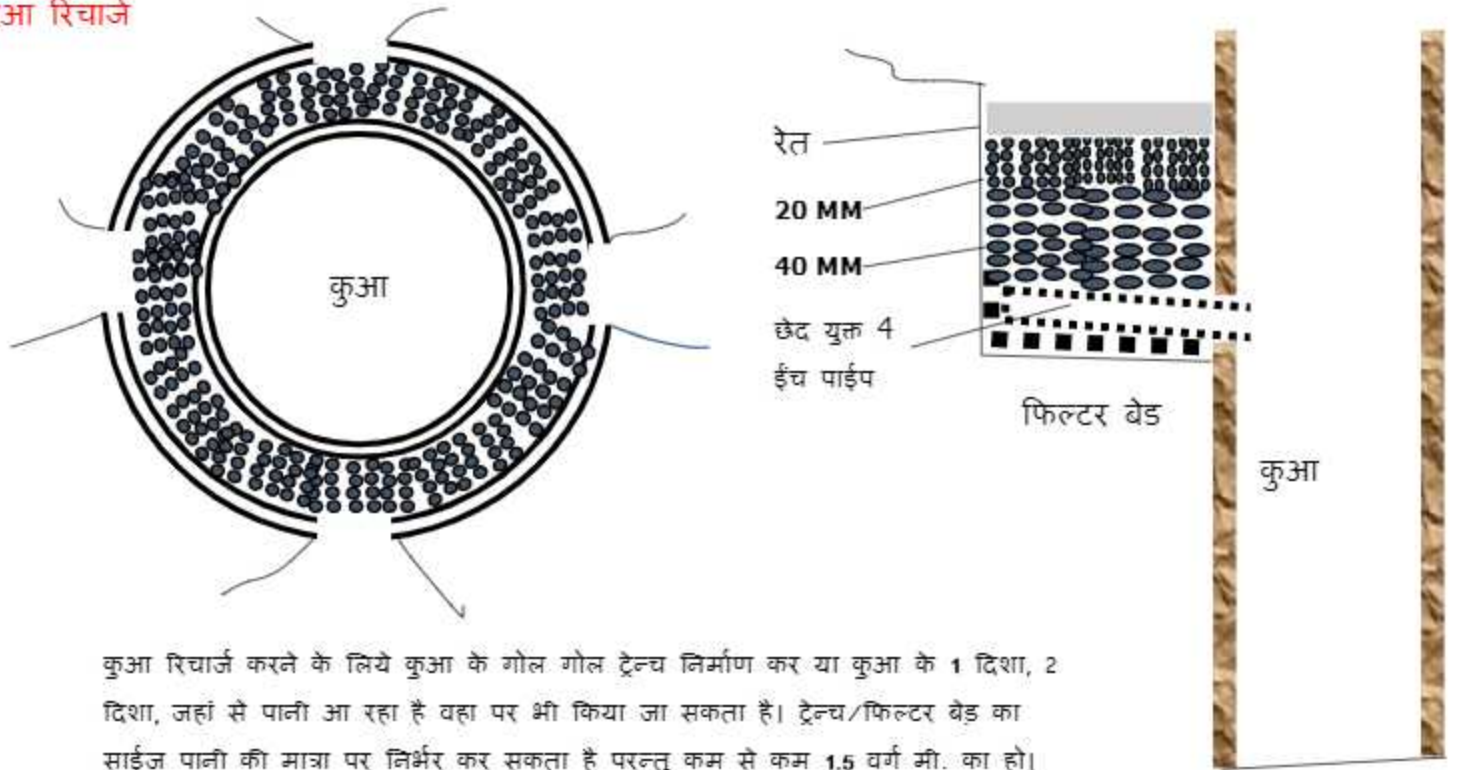 रिचार्ज
कुआ
रेत
20 MM
40 MM
छेद युक्त 4
ईंच पाईप
फिल्टर बेड
कुआ
कुआ रिचार्ज करने के लिये कुआ के गोल गोल ट्रेन्च निर्माण कर या कुआ के 1 दिशा, 2
दिशा, जहां से पानी आ रहा है वहा पर भी किया जा सकता है। ट्रेन्च/फिल्टर बेड का
साईज पानी की मात्रा पर निर्भर कर सकता है परन्तु कम से कम 1.5 वर्ग मी. का हो।